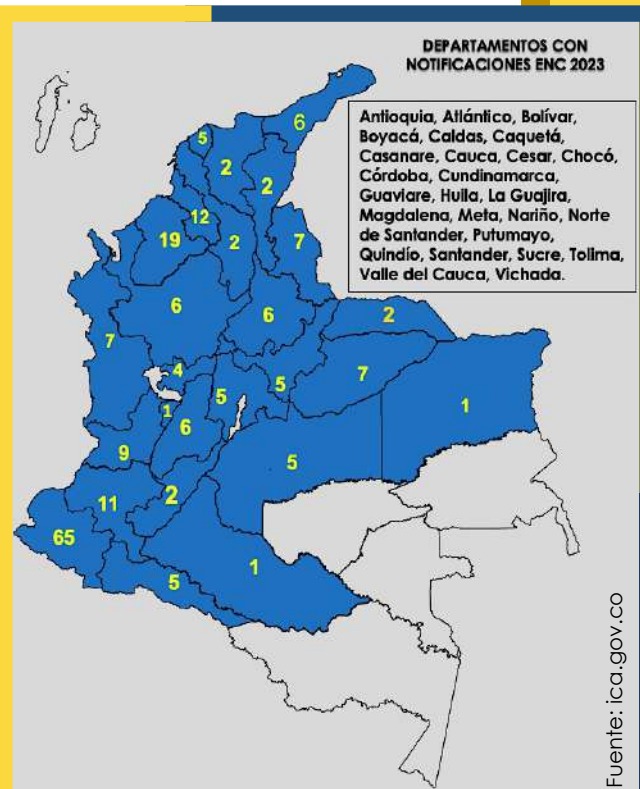 DEPARTAMENTOS CON
NOTIFICACIONES ENC 2023
Antioquia, Atlántico, Bolívar,
Boyacá, Caldas, Caquetá,
Casanare, Cauca, Cesar, Chocó,
Córdoba, Cundinamarca,
Guaviare, Huila, La Guajira,
Magdalena, Meta, Nariño, Norte
de Santander, Putumayo,
Quindío, Santander, Sucre, Tolima,
Valle del Cauca, Vichada.
6
5
2
2
12
19
2
7
6
6
2
7
4
5
7
5
1
1
6
9
5
11
2
65
5
1
Fuente: ica.gov.co